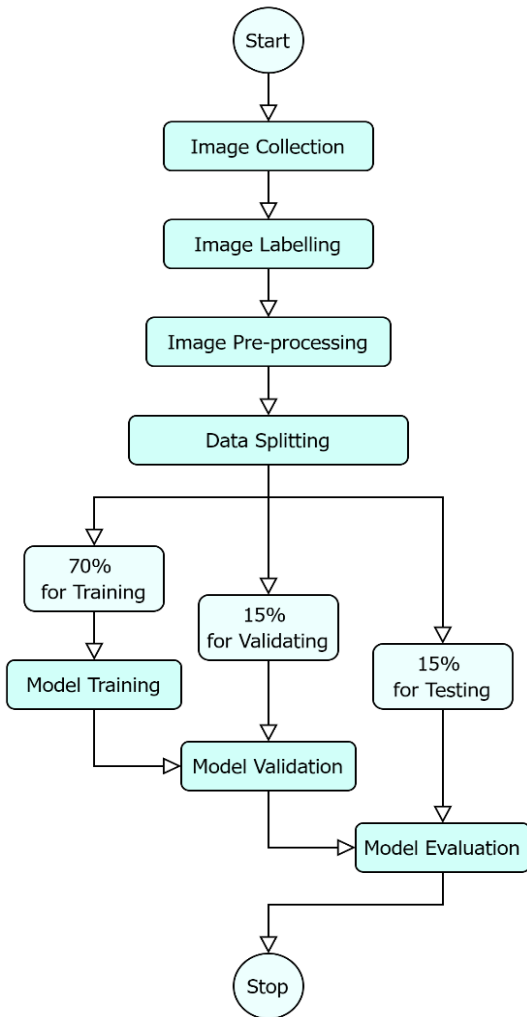 Start
Image Collection
Image Labelling
Image Pre-processing
Data Splitting
70%
for Training
15%
for Validating
15%
for Testing
Model Training
Model Validation
Model Evaluation
Stop